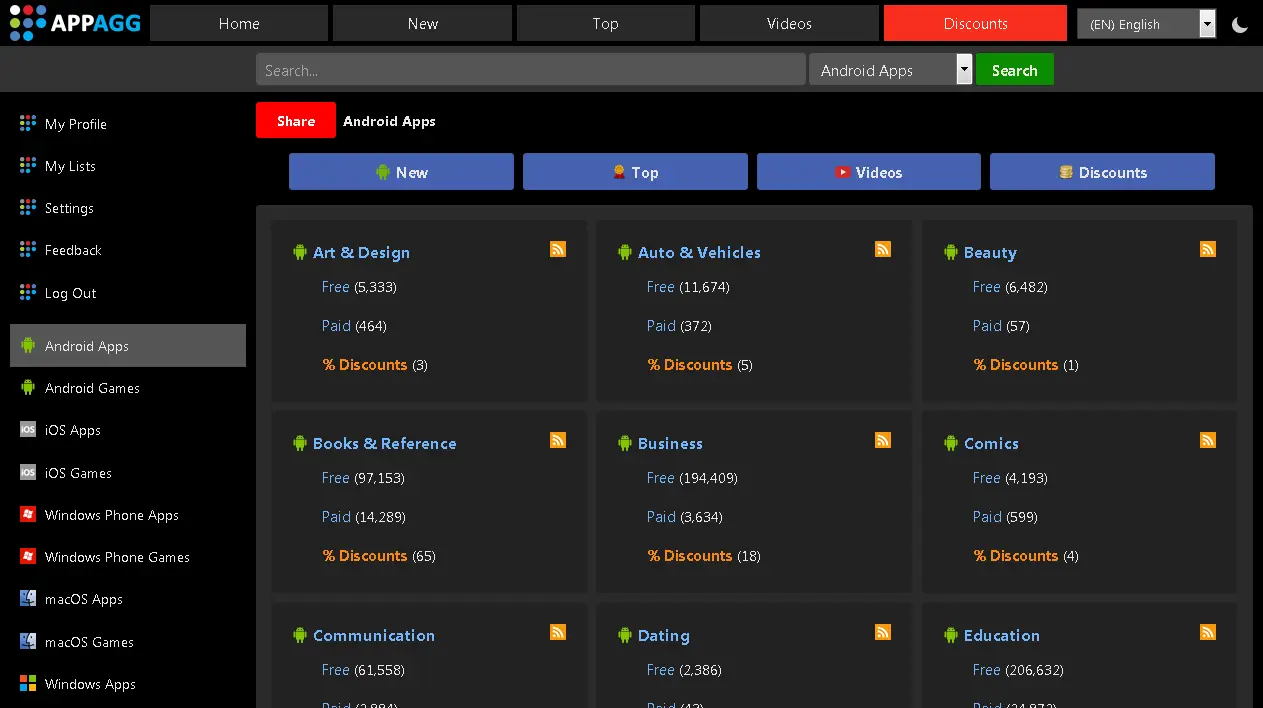 APPAGG Home New Top Videos Discounts (EN) English
Search... Android Apps Search
Share Android Apps
New Top Videos Discounts
My Profile
My Lists
Settings
Feedback
Log Out
Android Apps
Android Games
iOS Apps
iOS Games
Windows Phone Apps
Windows Phone Games
macOS Apps
macOS Games
Windows Apps
Art & Design
Free (5,333)
Paid (464)
% Discounts (3)
Auto & Vehicles
Free (11,674)
Paid (372)
% Discounts (5)
Beauty
Free (6,482)
Paid (57)
% Discounts (1)
Books & Reference
Free (97,153)
Paid (14,289)
% Discounts (65)
Business
Free (194,409)
Paid (3,634)
% Discounts (18)
Comics
Free (4,193)
Paid (599)
% Discounts (4)
Communication
Free (61,558)
Paid
Dating
Free (2,386)
Paid
Education
Free (206,632)
Paid